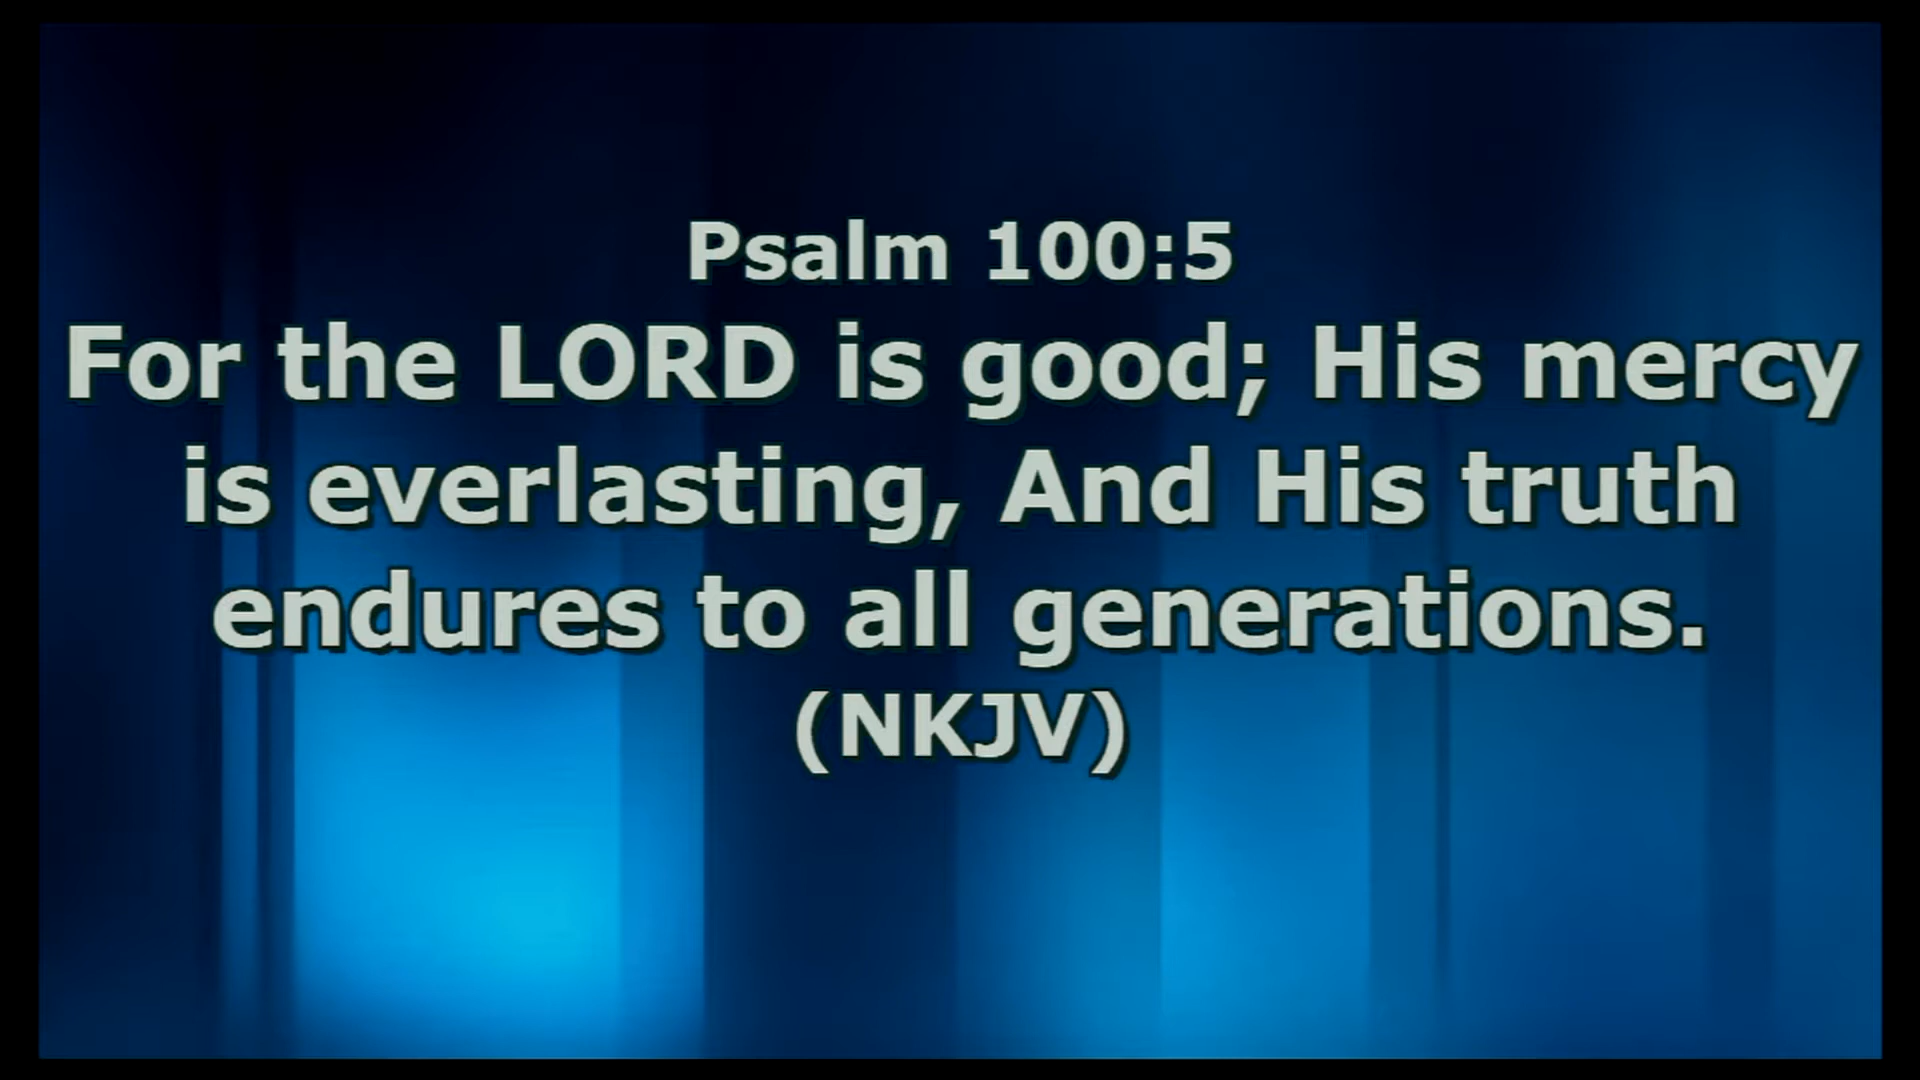 Psalm 100:5
For the LORD is good; His mercy
is everlasting, And His truth
endures to all generations.
(NKJV)